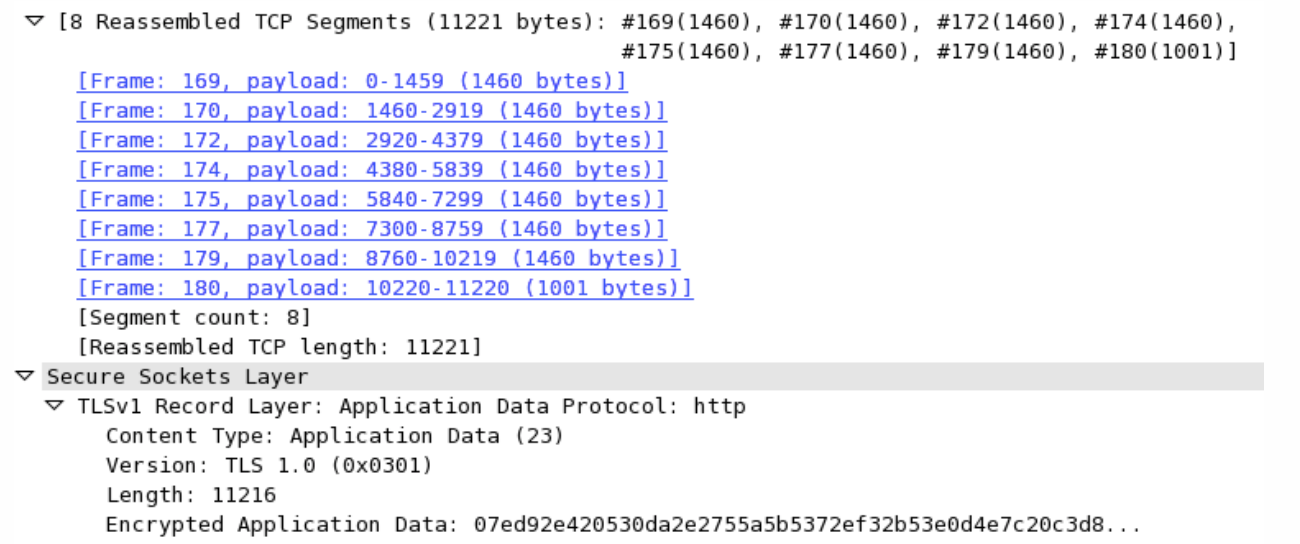 [8 Reassembled TCP Segments (11221 bytes): #169(1460), #170(1460), #172(1460), #174(1460),
#175(1460), #177(1460), #179(1460), #180(1001)]
[Frame: 169, payload: 0-1459 (1460 bytes)]
[Frame: 170, payload: 1460-2919 (1460 bytes)]
[Frame: 172, payload: 2920-4379 (1460 bytes)]
[Frame: 174, payload: 4380-5839 (1460 bytes)]
[Frame: 175, payload: 5840-7299 (1460 bytes)]
[Frame: 177, payload: 7300-8759 (1460 bytes)]
[Frame: 179, payload: 8760-10219 (1460 bytes)]
[Frame: 180, payload: 10220-11220 (1001 bytes)]
[Segment count: 8]
[Reassembled TCP length: 11221]
Secure Sockets Layer
TLSv1 Record Layer: Application Data Protocol: http
Content Type: Application Data (23)
Version: TLS 1.0 (0x0301)
Length: 11216
Encrypted Application Data: 07ed92e420530da2e2755a5b5372ef32b53e0d4e7c20c3d8...